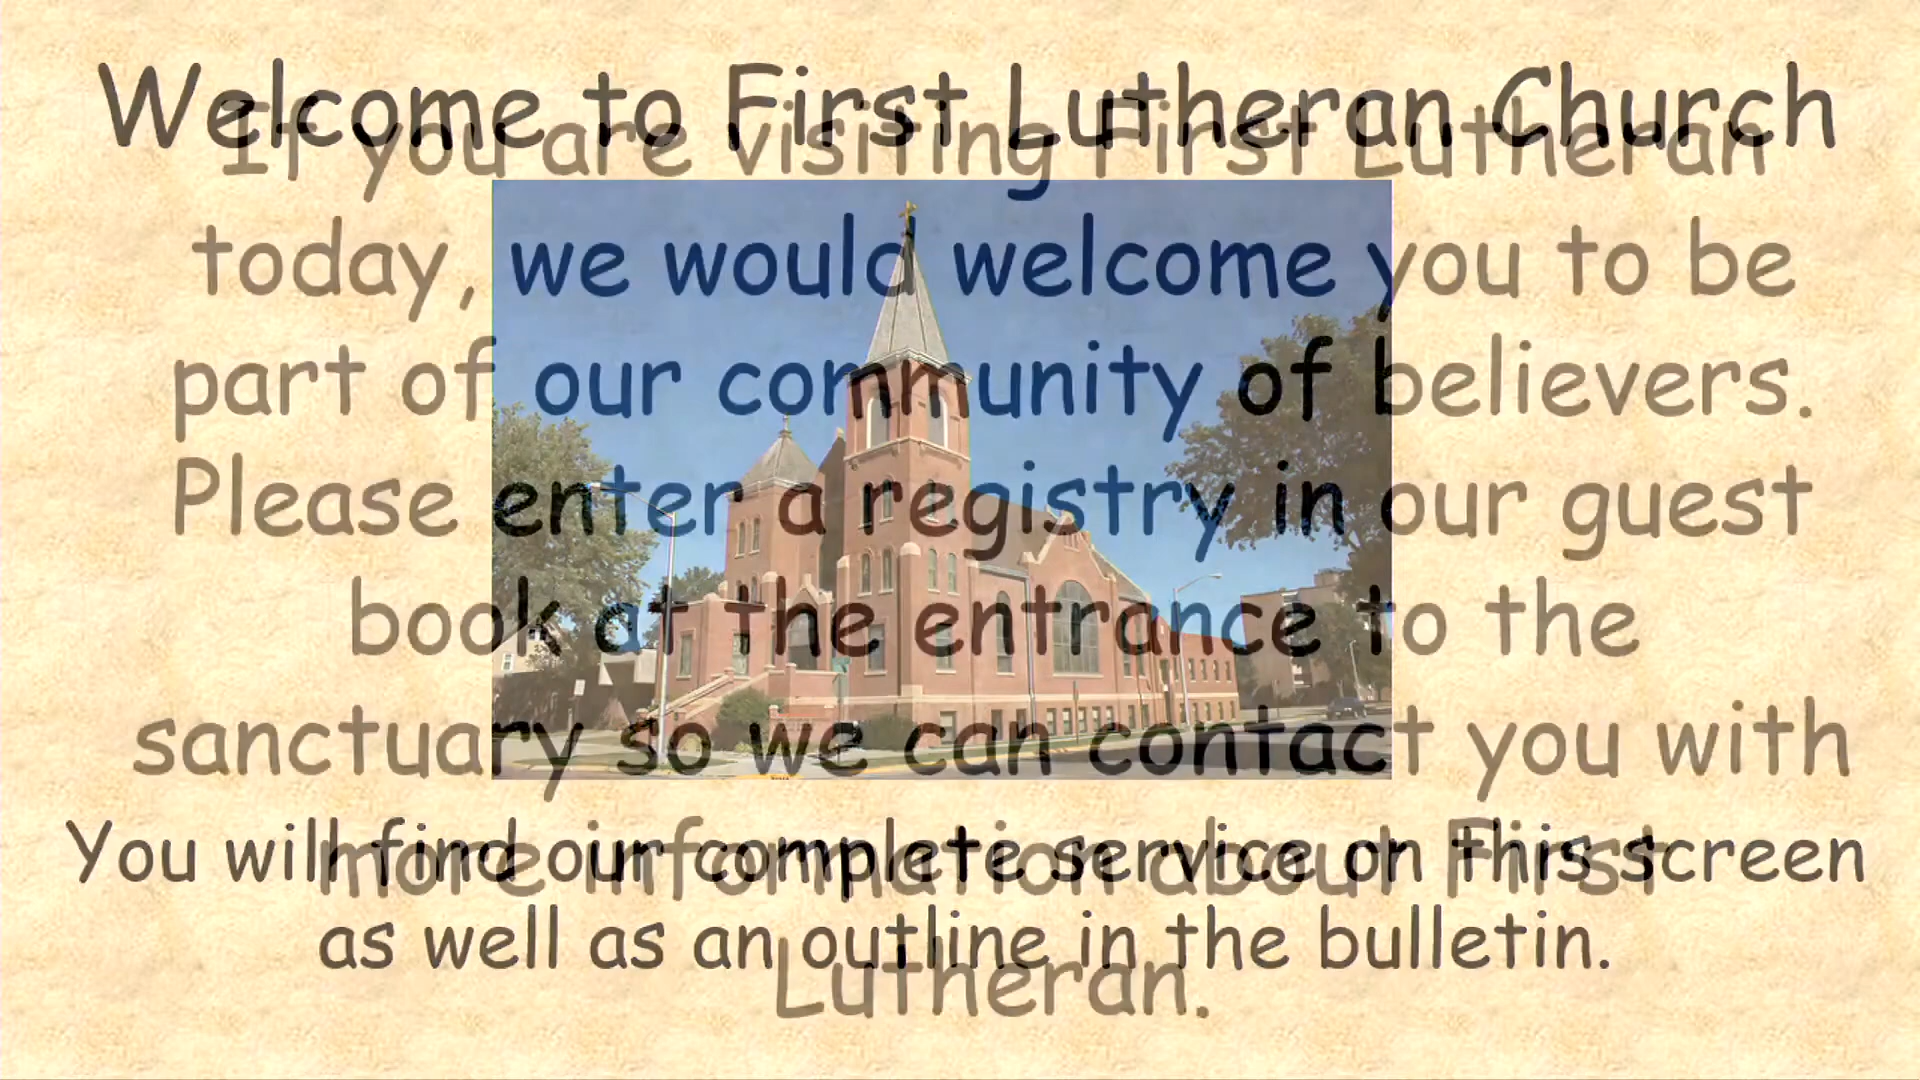 Welcome to First Lutheran Church
If you are visiting First Lutheran
today, we would welcome you to be
part of our community of believers.
Please enter a registry in our guest
book at the entrance to the
sanctuary so we can contact you with
more information about First
Lutheran.
You will find our complete service on this screen
as well as an outline in the bulletin.